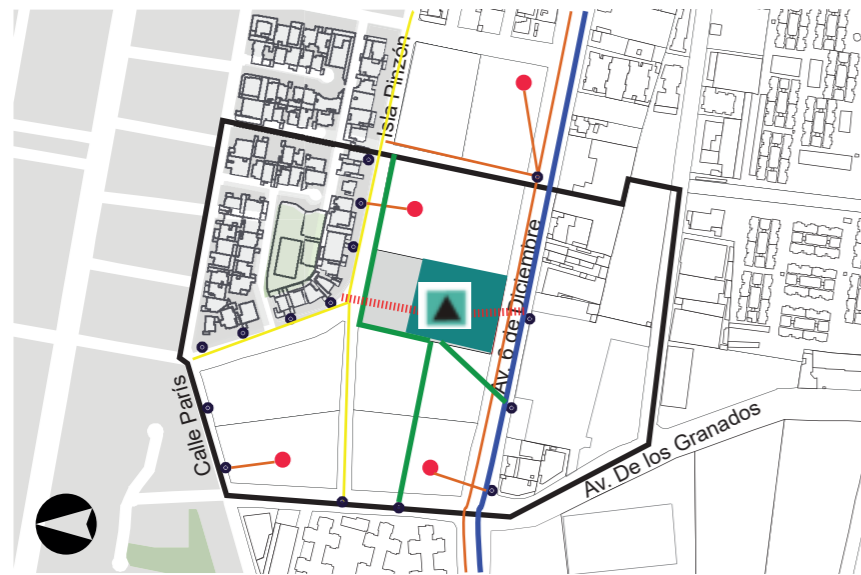 Isla Pinzón
Av. 6 de Diciembre
Calle París
Av. De los Granados